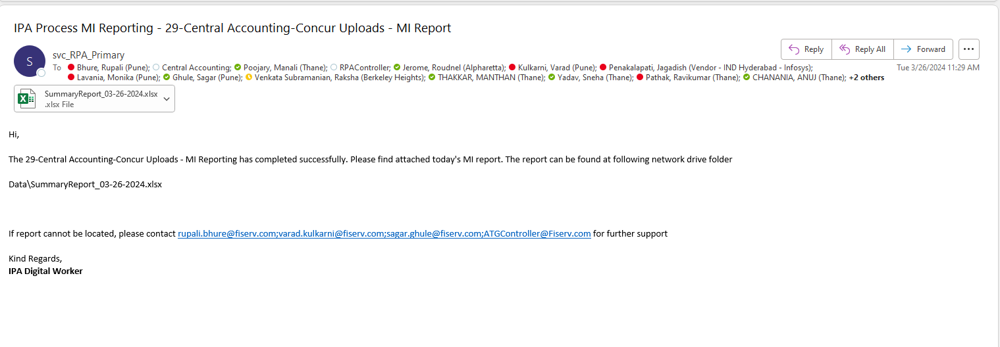 IPA Process MI Reporting - 29-Central Accounting-Concur Uploads - MI Report
S
svc_RPA_Primary
Reply
Reply All
Forward
To Bhure, Rupali (Pune); Central Accounting; Poojary, Manali (Thane); RPAController; Jerome, Roudnel (Alpharetta); Kulkarni, Varad (Pune); Penakalapati, Jagadish (Vendor - IND Hyderabad - Infosys);
Tue 3/26/2024 11:29 AM
Lavania, Monika (Pune); Ghule, Sagar (Pune); Venkata Subramanian, Raksha (Berkeley Heights); THAKKAR, MANTHAN (Thane); Yadav, Sneha (Thane); Pathak, Ravikumar (Thane); CHANANIA, ANUJ (Thane); +2 others
SummaryReport_03-26-2024.xlsx
.xlsx File
Hi,
The 29-Central Accounting-Concur Uploads - MI Reporting has completed successfully. Please find attached today's MI report. The report can be found at following network drive folder
Data\SummaryReport_03-26-2024.xlsx
If report cannot be located, please contact rupali.bhure@fiserv.com;varad.kulkarni@fiserv.com;sagar.ghule@fiserv.com;ATGController@Fiserv.com for further support
Kind Regards,
IPA Digital Worker